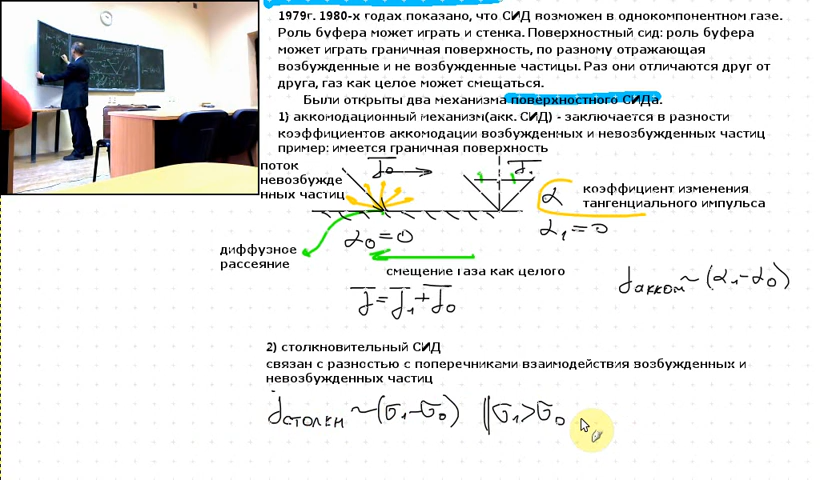 1979г. 1980-х годах показано, что СИД возможен в однокомпонентном газе.
Роль буфера может играть и стенка. Поверхностный сид: роль буфера
может играть граничная поверхность, по разному отражающая
возбужденные и не возбужденные частицы. Раз они отличаются друг от
друга, газ как целое может смещаться.
Были открыты два механизма поверхностного СИДа.
1) аккомодационный механизм(акк. СИД) - заключается в разности
коэффициентов аккомодации возбужденных и невозбужденных частиц
пример: имеется граничная поверхность
поток
невозбужде
нных частиц
J₀
J₁
α
коэффициент изменения
тангенциального импульса
α₀=0
α₁=0
диффузное
рассеяние
смещение газа как целого
J=J₁+J₀
Jакком~(α₁-α₀)
2) столкновительный СИД
связан с разностью с поперечниками взаимодействия возбужденных и
невозбужденных частиц
Jстолкн~(σ₁-σ₀) ||σ₁>σ₀